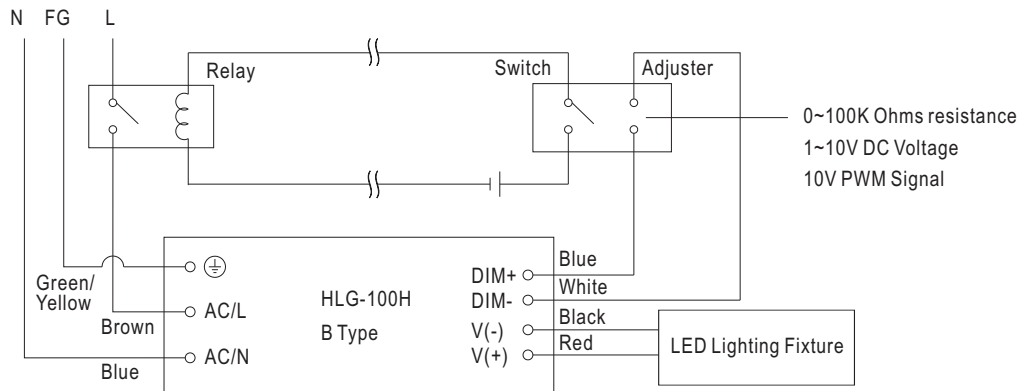 N FG L
Relay
Switch
Adjuster
0~100K Ohms resistance
1~10V DC Voltage
10V PWM Signal
Green/
Yellow
Brown
Blue
AC/L
AC/N
HLG-100H
B Type
DIM+
DIM-
V(-)
V(+)
Blue
White
Black
Red
LED Lighting Fixture